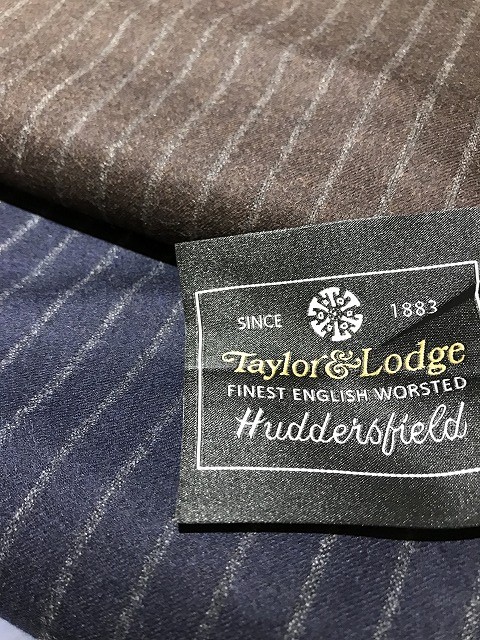 SINCE 1883
Taylor & Lodge
FINEST ENGLISH WORSTED
Huddersfield